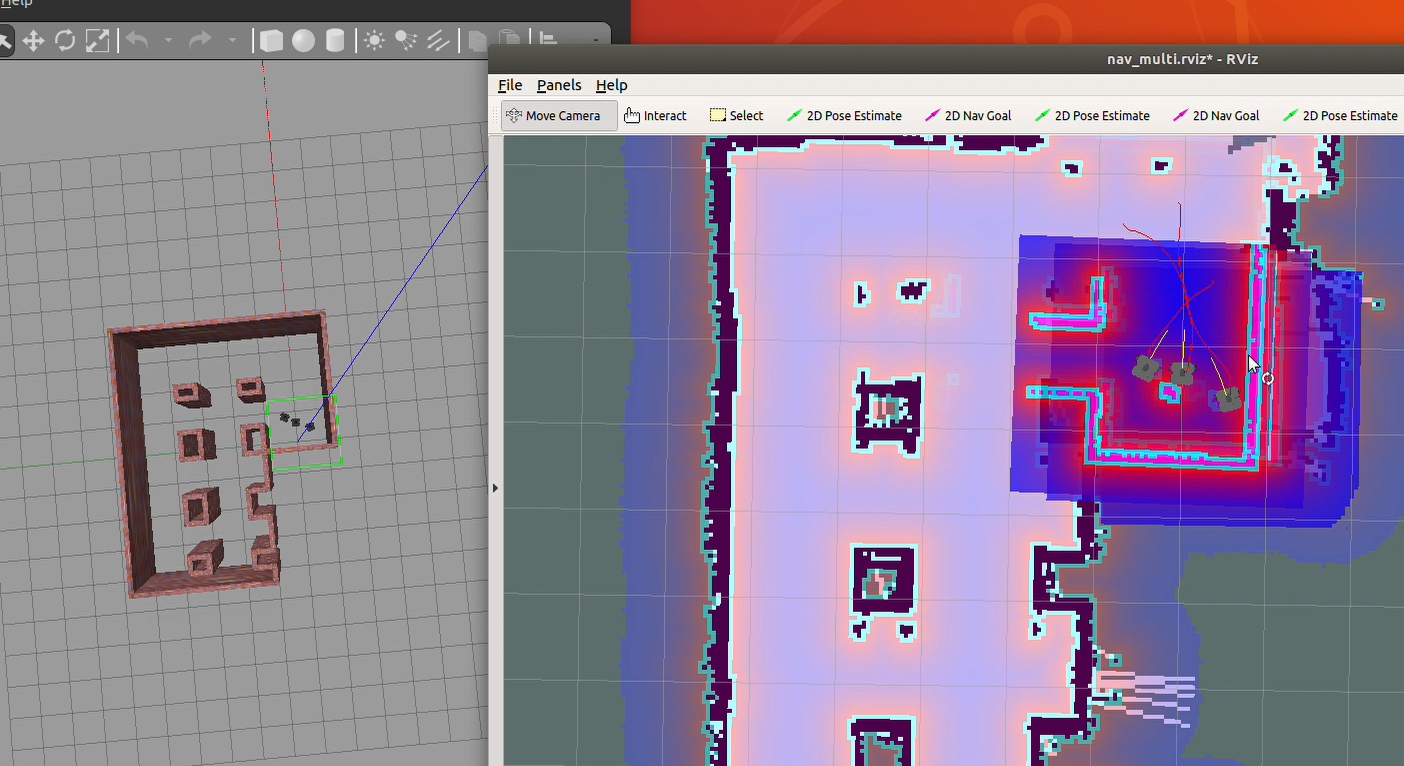 Help
nav_multi.rviz* - RViz
File Panels Help
Move Camera Interact Select 2D Pose Estimate 2D Nav Goal 2D Pose Estimate 2D Nav Goal 2D Pose Estimate